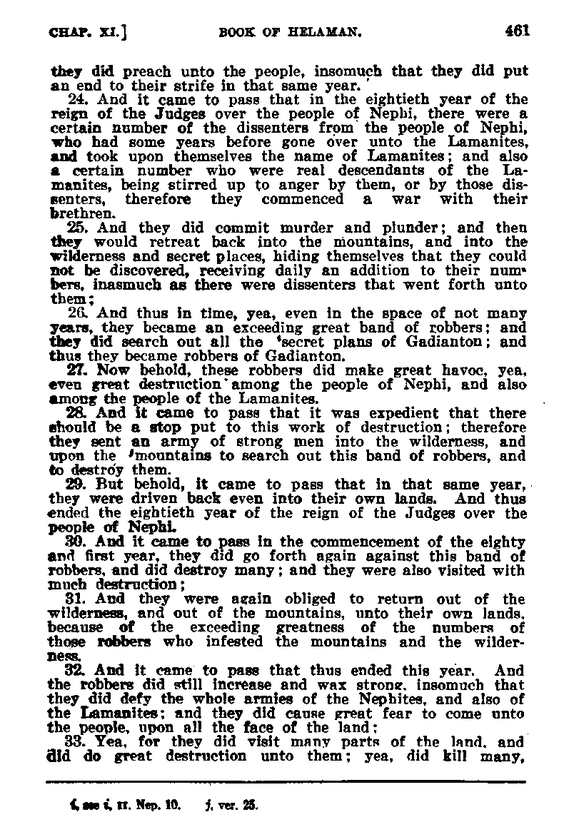 CHAP. XI.] BOOK OF HELAMAN. 461
they did preach unto the people, insomuch that they did put
an end to their strife in that same year.
24. And it came to pass that in the eightieth year of the
reign of the Judges over the people of Nephi, there were a
certain number of the dissenters from the people of Nephi,
who had some years before gone over unto the Lamanites,
and took upon themselves the name of Lamanites; and also
a certain number who were real descendants of the La-
manites, being stirred up to anger by them, or by those dis-
senters, therefore they commenced a war with their
brethren.
25. And they did commit murder and plunder; and then
they would retreat back into the mountains, and into the
wilderness and secret places, hiding themselves that they could
not be discovered, receiving daily an addition to their num-
bers, inasmuch as there were dissenters that went forth unto
them;
26. And thus in time, yea, even in the space of not many
years, they became an exceeding great band of robbers; and
they did search out all the ⁱsecret plans of Gadianton; and
thus they became robbers of Gadianton.
27. Now behold, these robbers did make great havoc, yea,
even great destruction among the people of Nephi, and also
among the people of the Lamanites.
28. And it came to pass that it was expedient that there
should be a stop put to this work of destruction; therefore
they sent an army of strong men into the wilderness, and
upon the ʲmountains to search out this band of robbers, and
to destroy them.
29. But behold, it came to pass that in that same year,
they were driven back even into their own lands. And thus
ended the eightieth year of the reign of the Judges over the
people of Nephi.
30. And it came to pass in the commencement of the eighty
and first year, they did go forth again against this band of
robbers, and did destroy many; and they were also visited with
much destruction;
31. And they were again obliged to return out of the
wilderness, and out of the mountains, unto their own lands,
because of the exceeding greatness of the numbers of
those robbers who infested the mountains and the wilder-
ness.
32. And it came to pass that thus ended this year. And
the robbers did still increase and wax strong, insomuch that
they did defy the whole armies of the Nephites, and also of
the Lamanites; and they did cause great fear to come unto
the people, upon all the face of the land;
33. Yea, for they did visit many parts of the land, and
did do great destruction unto them; yea, did kill many,
i, see i, II. Nep. 10. j, ver. 25.